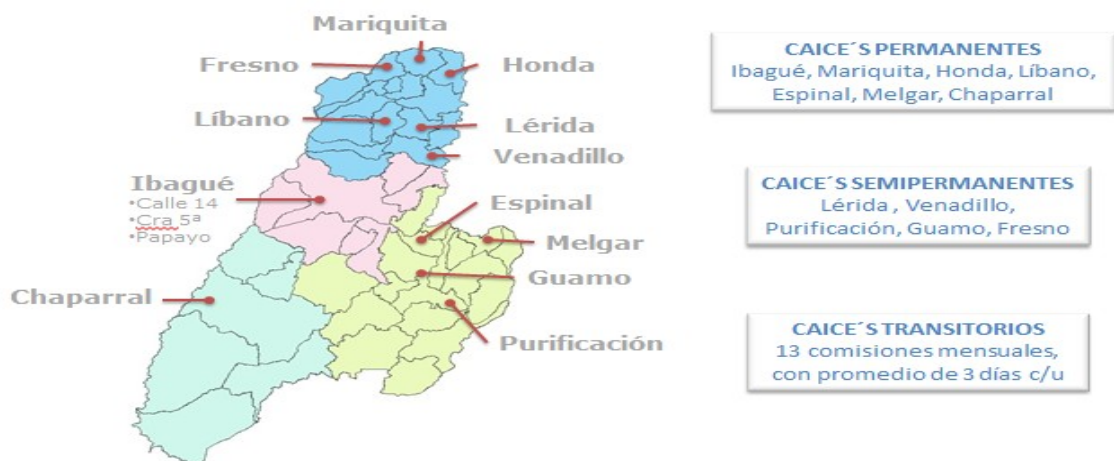 Mariquita
Fresno
Honda
Líbano
Lérida
Venadillo
Ibagué
•Calle 14
•Cra 5ª
•Papayo
Espinal
Melgar
Guamo
Chaparral
Purificación
CAICE´S PERMANENTES
Ibagué, Mariquita, Honda, Líbano,
Espinal, Melgar, Chaparral
CAICE´S SEMIPERMANENTES
Lérida , Venadillo,
Purificación, Guamo, Fresno
CAICE´S TRANSITORIOS
13 comisiones mensuales,
con promedio de 3 días c/u